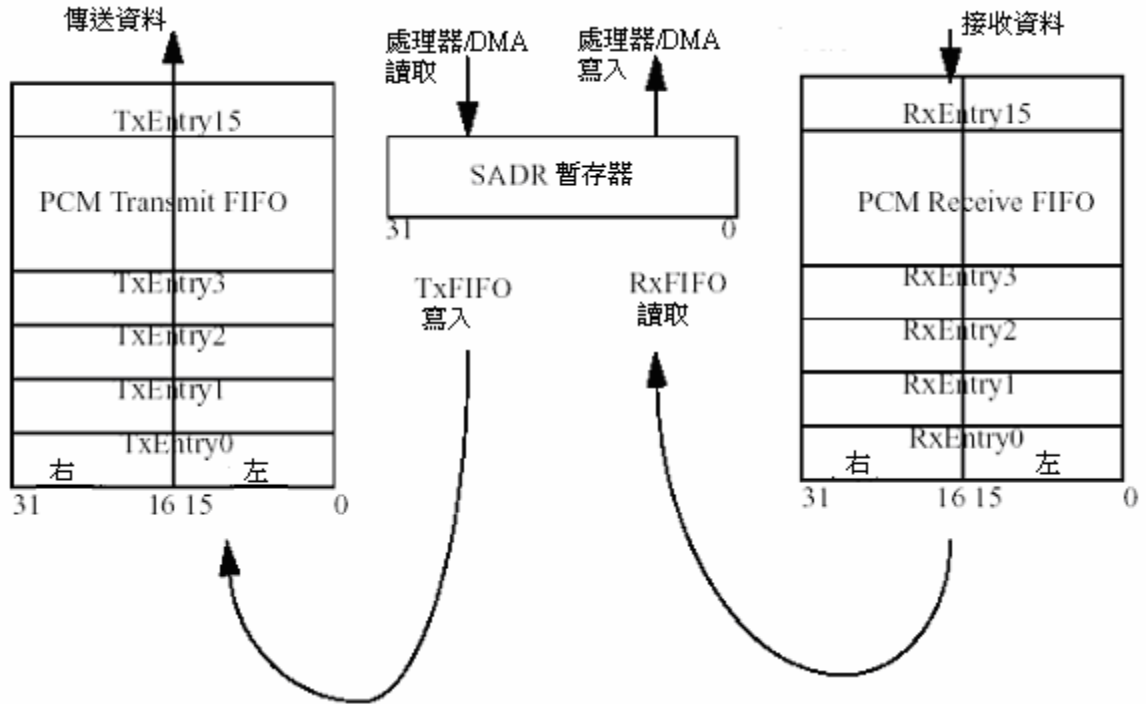 傳送資料
TxEntry15
PCM Transmit FIFO
TxEntry3
TxEntry2
TxEntry1
TxEntry0
右 左
31 16 15 0
處理器/DMA
讀取
處理器/DMA
寫入
SADR 暫存器
31 0
TxFIFO
寫入
RxFIFO
讀取
接收資料
RxEntry15
PCM Receive FIFO
RxEntry3
RxEntry2
RxEntry1
RxEntry0
右 左
31 16 15 0